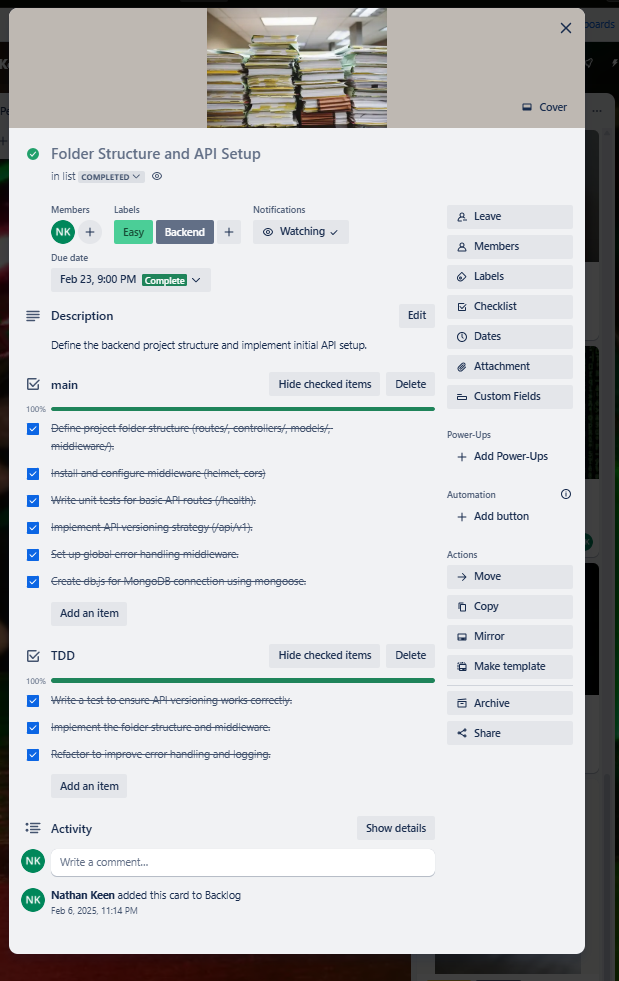 boards
Cover
Folder Structure and API Setup
in list COMPLETED
Members
Labels
Notifications
NK
Easy
Backend
Watching
Due date
Feb 23, 9:00 PM Complete
Description
Edit
Define the backend project structure and implement initial API setup.
main
Hide checked items
Delete
100%
Define project folder structure (routes/, controllers/, models/,
middleware/).
Install and configure middleware (helmet, cors)
Write unit tests for basic API routes (/health).
Implement API versioning strategy (/api/v1).
Set up global error handling middleware.
Create db.js for MongoDB connection using mongoose.
Add an item
TDD
Hide checked items
Delete
100%
Write a test to ensure API versioning works correctly.
Implement the folder structure and middleware.
Refactor to improve error handling and logging.
Add an item
Activity
Show details
NK
Write a comment...
NK
Nathan Keen added this card to Backlog
Feb 6, 2025, 11:14 PM
Leave
Members
Labels
Checklist
Dates
Attachment
Custom Fields
Power-Ups
Add Power-Ups
Automation
Add button
Actions
Move
Copy
Mirror
Make template
Archive
Share